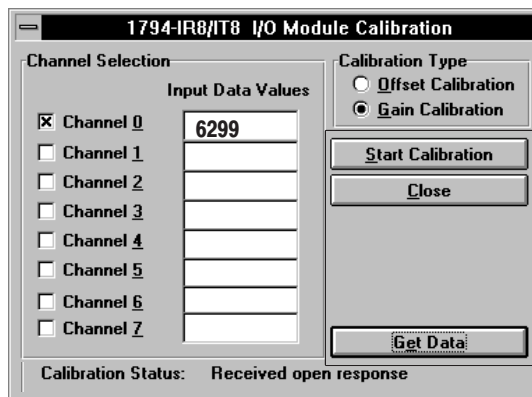 1794-IR8/IT8 I/O Module Calibration
Channel Selection
Input Data Values
Channel 0
6299
Channel 1
Channel 2
Channel 3
Channel 4
Channel 5
Channel 6
Channel 7
Calibration Type
Offset Calibration
Gain Calibration
Start Calibration
Close
Get Data
Calibration Status: Received open response